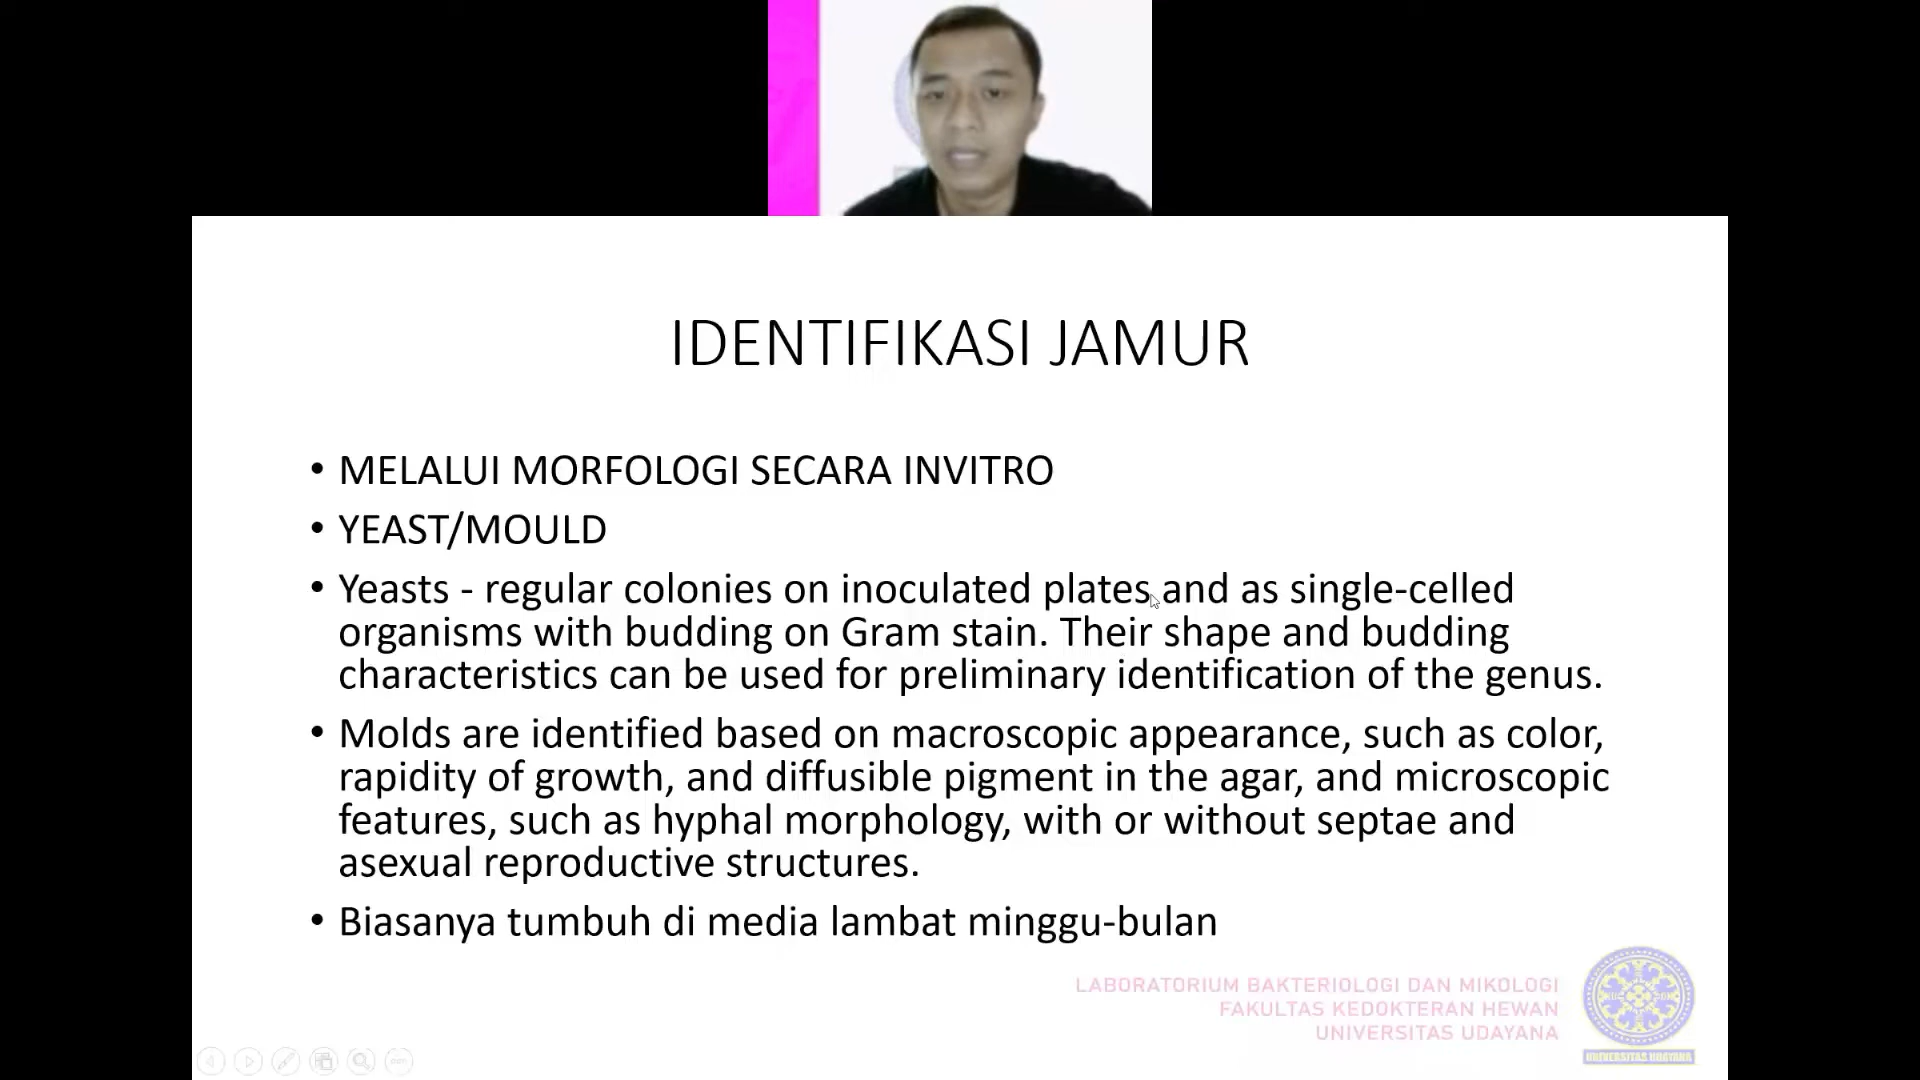 IDENTIFIKASI JAMUR
• MELALUI MORFOLOGI SECARA INVITRO
• YEAST/MOULD
• Yeasts - regular colonies on inoculated plates and as single-celled
organisms with budding on Gram stain. Their shape and budding
characteristics can be used for preliminary identification of the genus.
• Molds are identified based on macroscopic appearance, such as color,
rapidity of growth, and diffusible pigment in the agar, and microscopic
features, such as hyphal morphology, with or without septae and
asexual reproductive structures.
• Biasanya tumbuh di media lambat minggu-bulan
LABORATORIUM BAKTERIOLOGI DAN MIKOLOGI
FAKULTAS KEDOKTERAN HEWAN
UNIVERSITAS UDAYANA
UNIVERSITAS UDAYANA